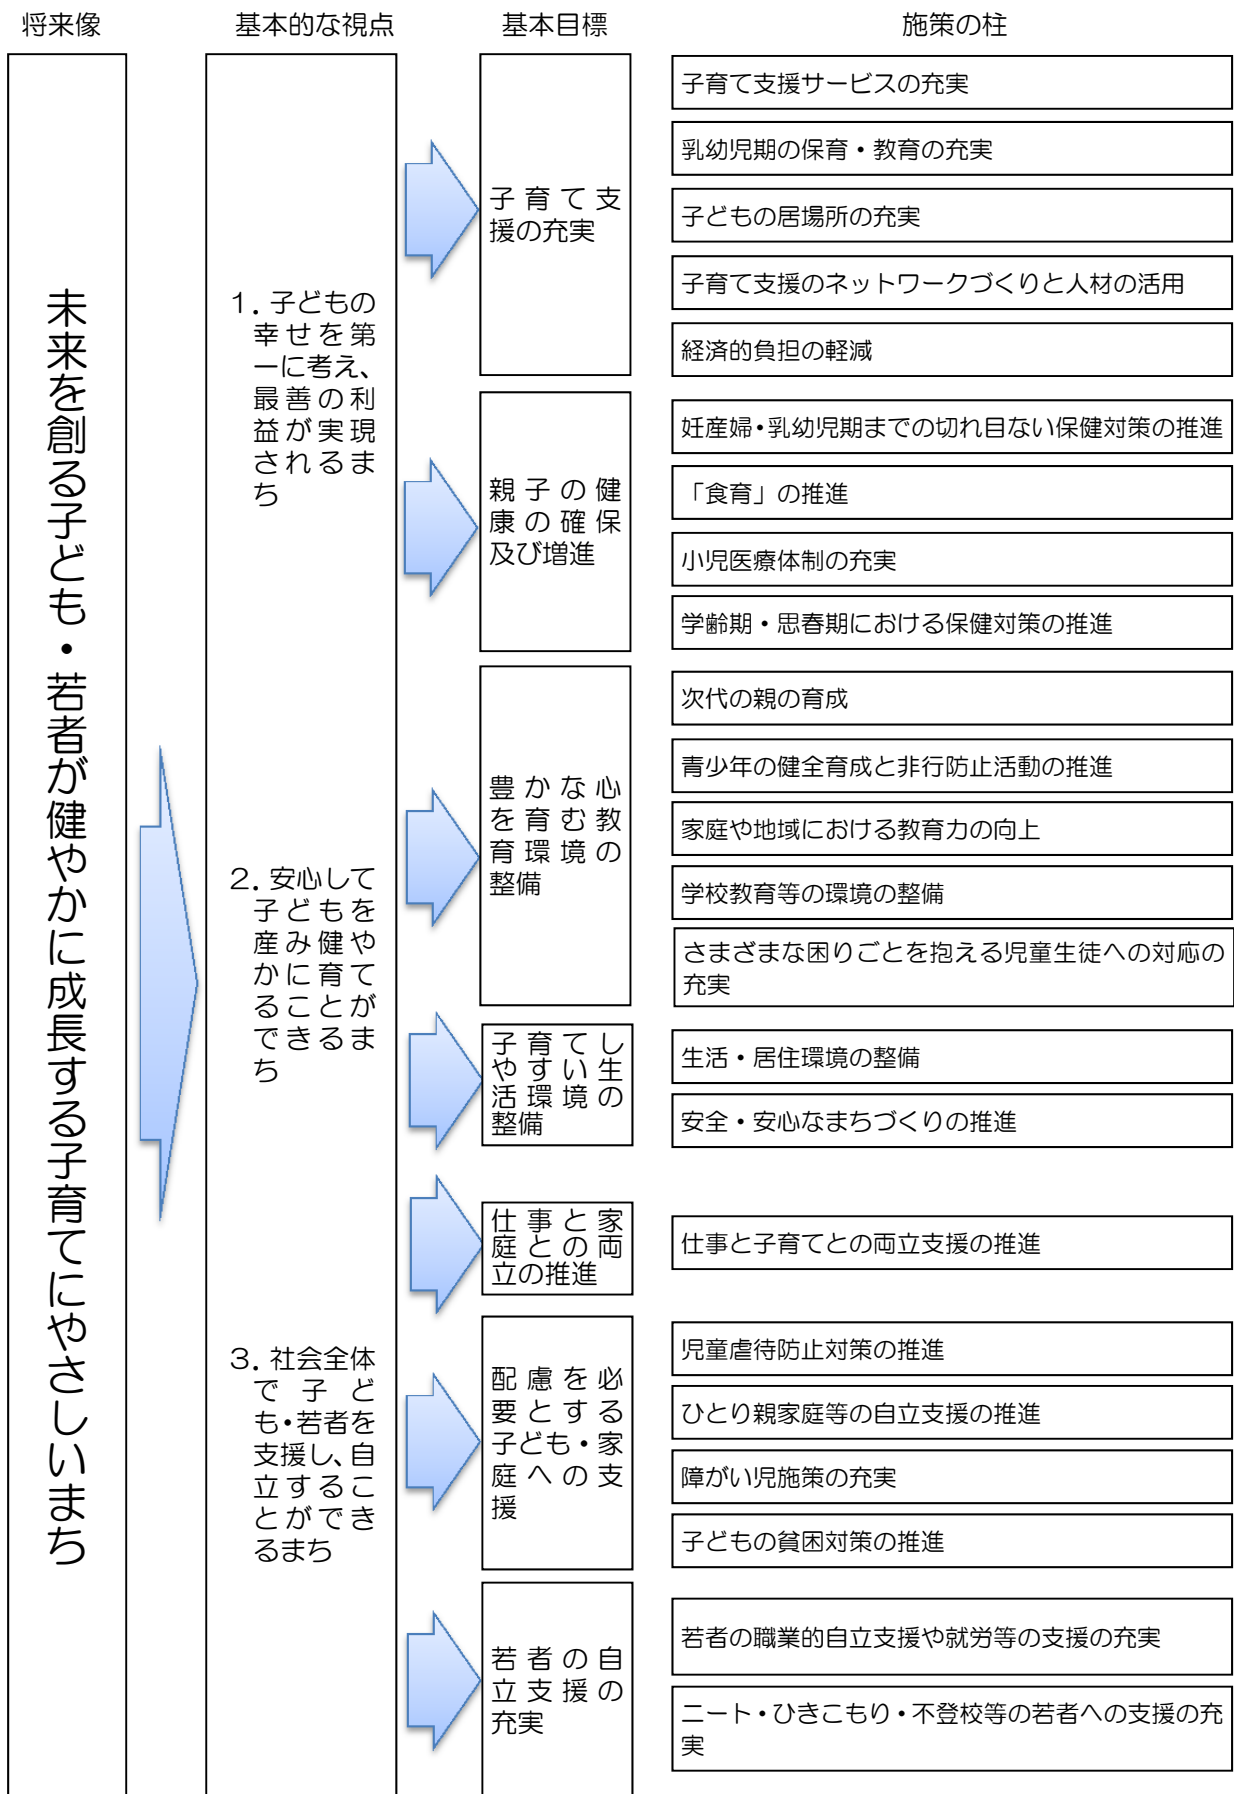 将来像
基本的な視点
基本目標
施策の柱
未来を創る子ども・若者が健やかに成長する子育てにやさしいまち
1．子どもの
幸せを第
一に考え、
最善の利
益が実現
されるま
ち
2．安心して
子どもを
産み健や
かに育て
ることが
できるま
ち
3．社会全体
で子ど
も・若者を
支援し、自
立するこ
とができ
るまち
子育て支
援の充実
子育て支援サービスの充実
乳幼児期の保育・教育の充実
子どもの居場所の充実
子育て支援のネットワークづくりと人材の活用
経済的負担の軽減
親子の健
康の確保
及び増進
妊産婦・乳幼児期までの切れ目ない保健対策の推進
「食育」の推進
小児医療体制の充実
学齢期・思春期における保健対策の推進
豊かな心
を育む教
育環境の
整備
次代の親の育成
青少年の健全育成と非行防止活動の推進
家庭や地域における教育力の向上
学校教育等の環境の整備
さまざまな困りごとを抱える児童生徒への対応の
充実
子育てし
やすい生
活環境の
整備
生活・居住環境の整備
安全・安心なまちづくりの推進
仕事と家
庭との両
立の推進
仕事と子育てとの両立支援の推進
配慮を必
要とする
子ども・家
庭への支
援
児童虐待防止対策の推進
ひとり親家庭等の自立支援の推進
障がい児施策の充実
子どもの貧困対策の推進
若者の自
立支援の
充実
若者の職業的自立支援や就労等の支援の充実
ニート・ひきこもり・不登校等の若者への支援の充
実